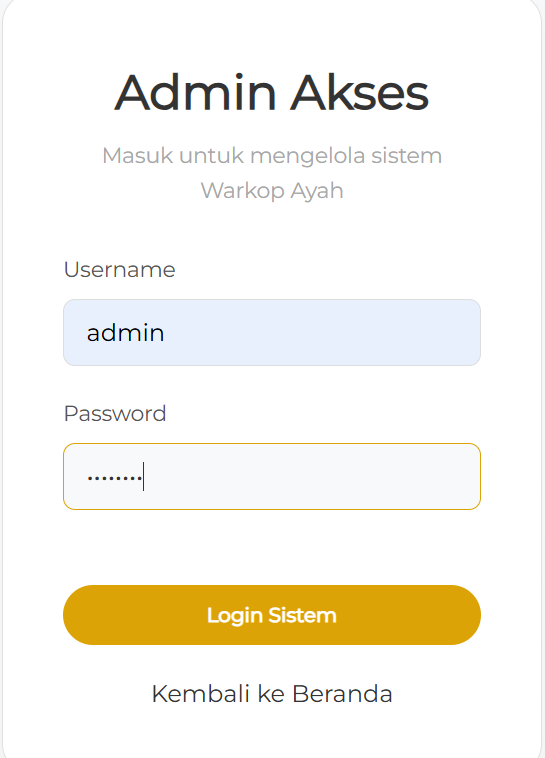 Admin Akses
Masuk untuk mengelola sistem
Warkop Ayah
Username
admin
Password
••••••••
Login Sistem
Kembali ke Beranda